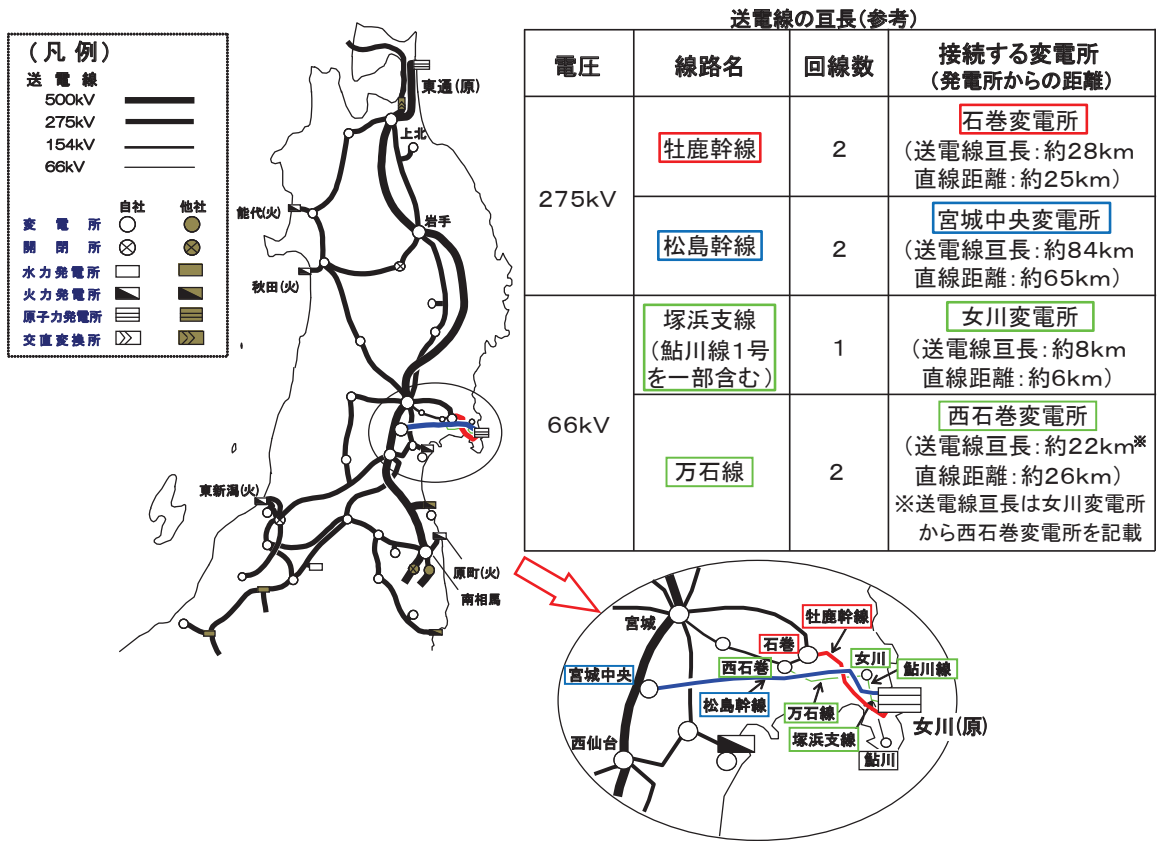 (凡例)
送電線
500kV
275kV
154kV
66kV
自社 他社
変電所
開閉所
水力発電所
火力発電所
原子力発電所
交直変換所
東通(原)
上北
能代(火)
岩手
秋田(火)
東新潟(火)
原町(火)
南相馬
送電線の亘長(参考)
電圧 線路名 回線数 接続する変電所
(発電所からの距離)
275kV
牡鹿幹線 2 石巻変電所
(送電線亘長:約28km
直線距離:約25km)
松島幹線 2 宮城中央変電所
(送電線亘長:約84km
直線距離:約65km)
66kV
塚浜支線
(鮎川線1号
を一部含む)
1
女川変電所
(送電線亘長:約8km
直線距離:約6km)
万石線 2 西石巻変電所
(送電線亘長:約22km※
直線距離:約26km)
※送電線亘長は女川変電所
から西石巻変電所を記載
宮城
牡鹿幹線
石巻
女川
西石巻
鮎川線
宮城中央
松島幹線
万石線
女川(原)
塚浜支線
西仙台
鮎川